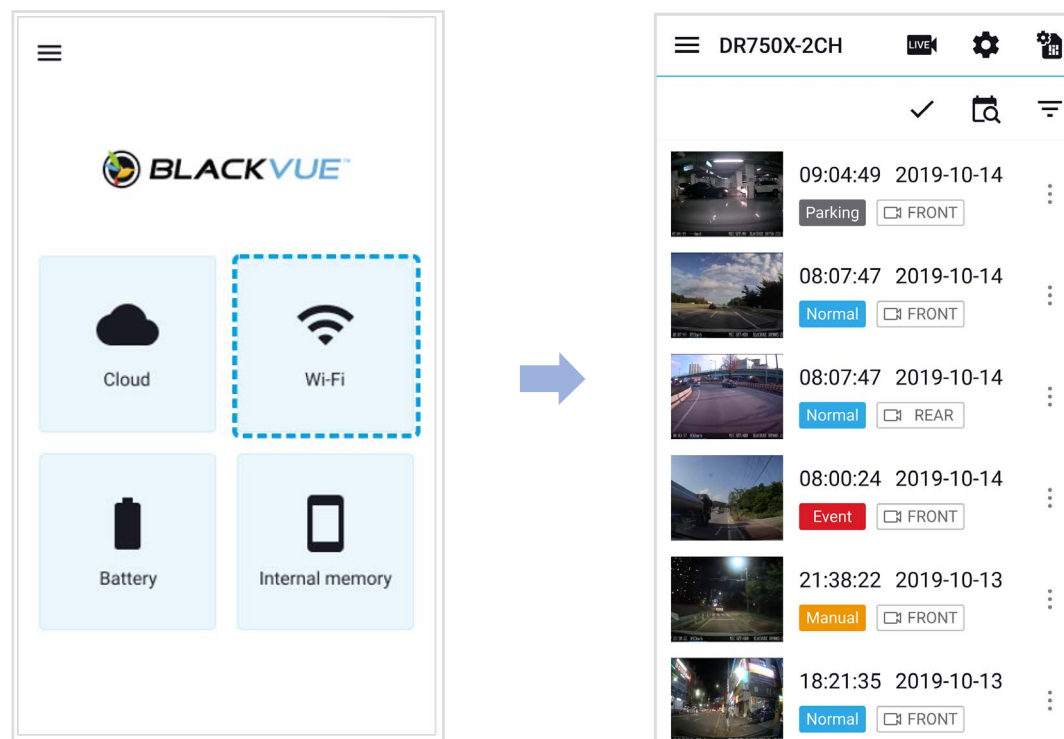 BLACKVUE™
Cloud
Wi-Fi
Battery
Internal memory
DR750X-2CH
LIVE
09:04:49 2019-10-14
Parking FRONT
08:07:47 2019-10-14
Normal FRONT
08:07:47 2019-10-14
Normal REAR
08:00:24 2019-10-14
Event FRONT
21:38:22 2019-10-13
Manual FRONT
18:21:35 2019-10-13
Normal FRONT